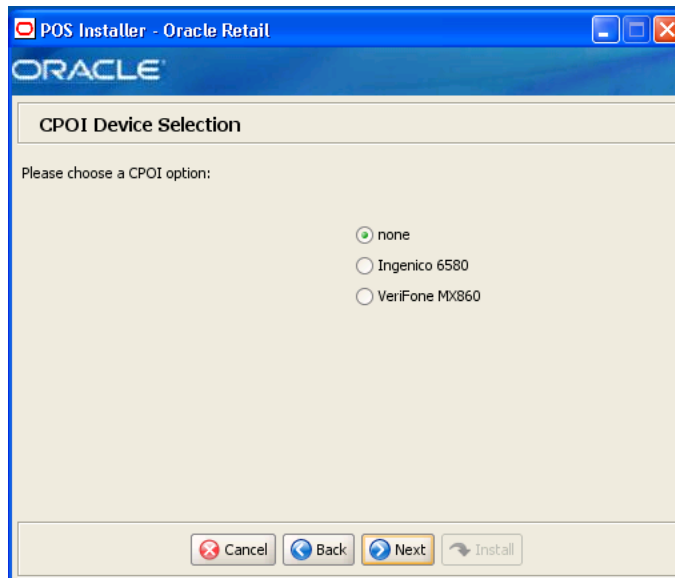 POS Installer - Oracle Retail
ORACLE
CPOI Device Selection
Please choose a CPOI option:
none
Ingenico 6580
VeriFone MX860
Cancel Back Next Install